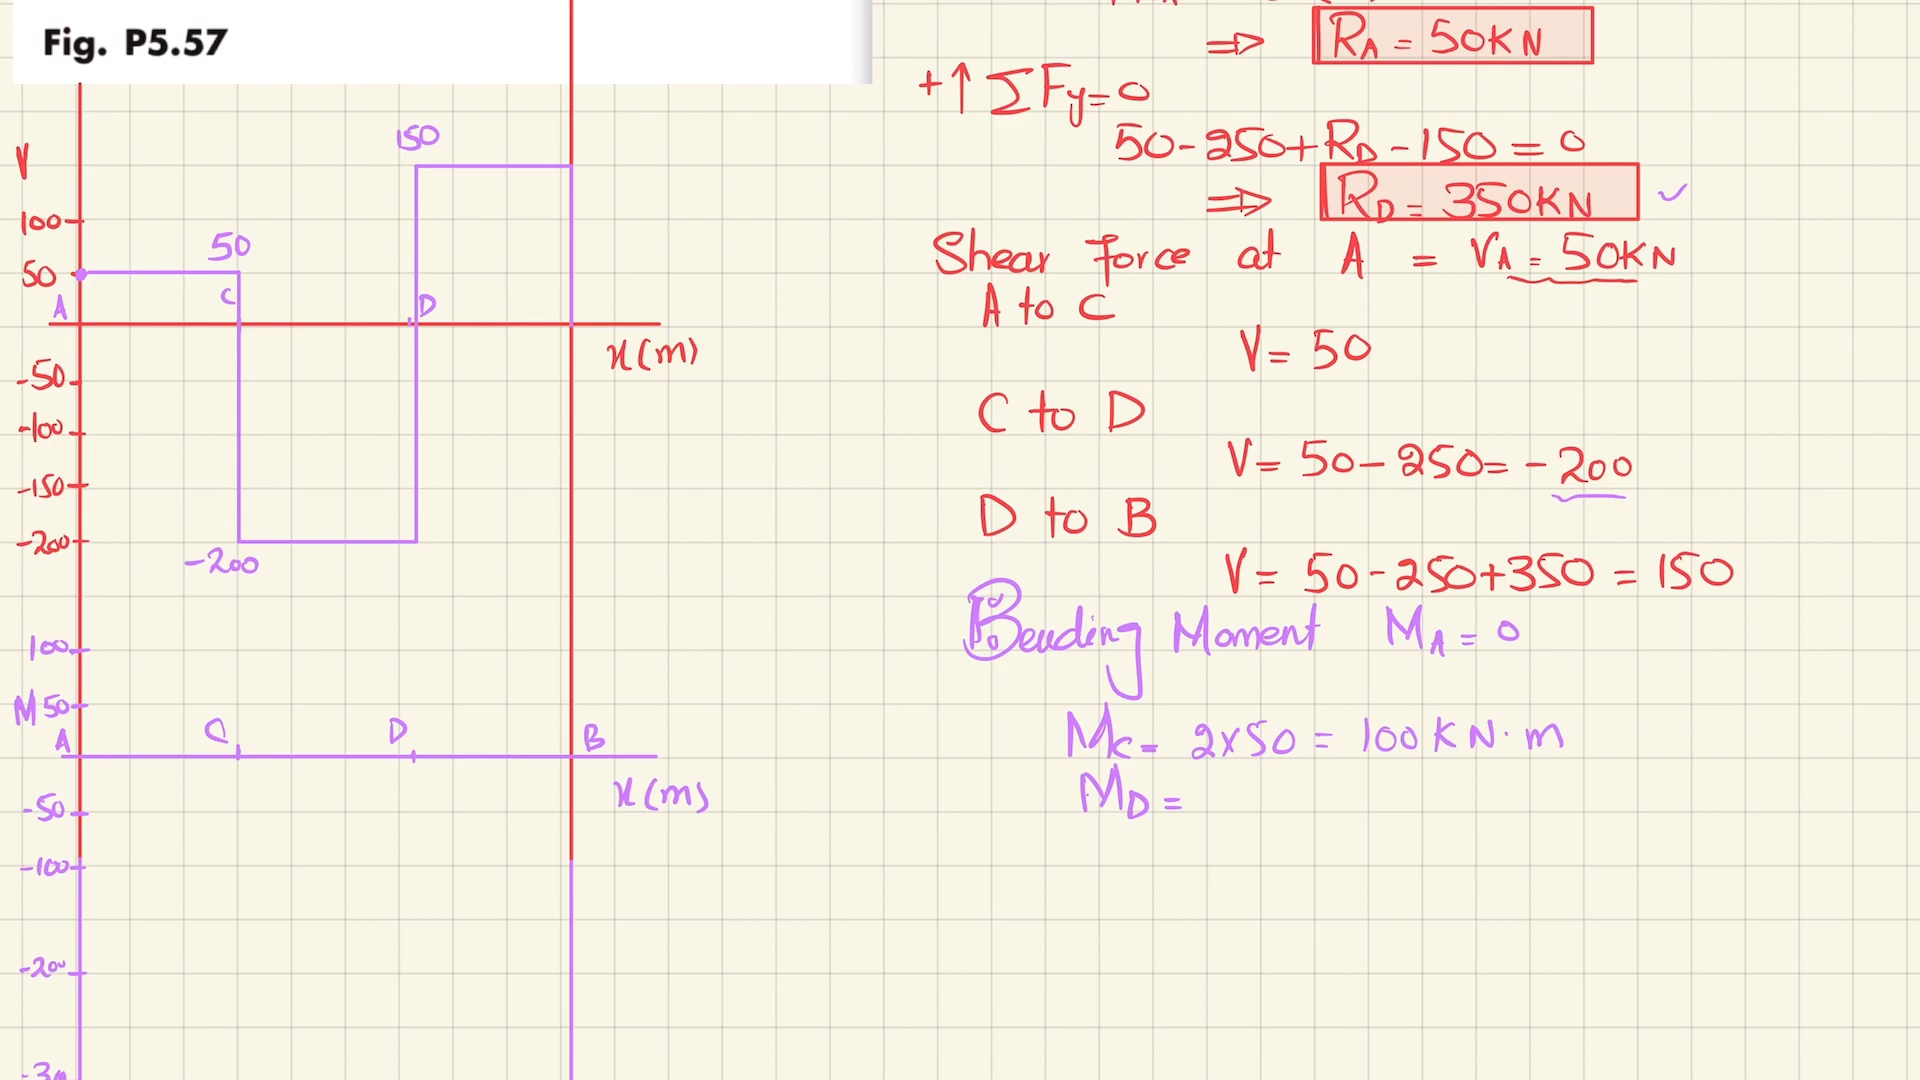 Fig. P5.57
V
100
50
A
-50
-100
-150
-200
50
C
150
D
-200
x(m)
100
M 50
A
C
D
B
x(m)
-50
-100
-200
⇒ RA = 50KN
+↑ ΣFy = 0
50-250+RD-150 = 0
⇒ RD = 350KN ✓
Shear force at A = VA = 50KN
A to C
V = 50
C to D
V = 50-250 = -200
D to B
V = 50-250+350 = 150
Bending Moment MA = 0
MC = 2x50 = 100KN.m
MD =